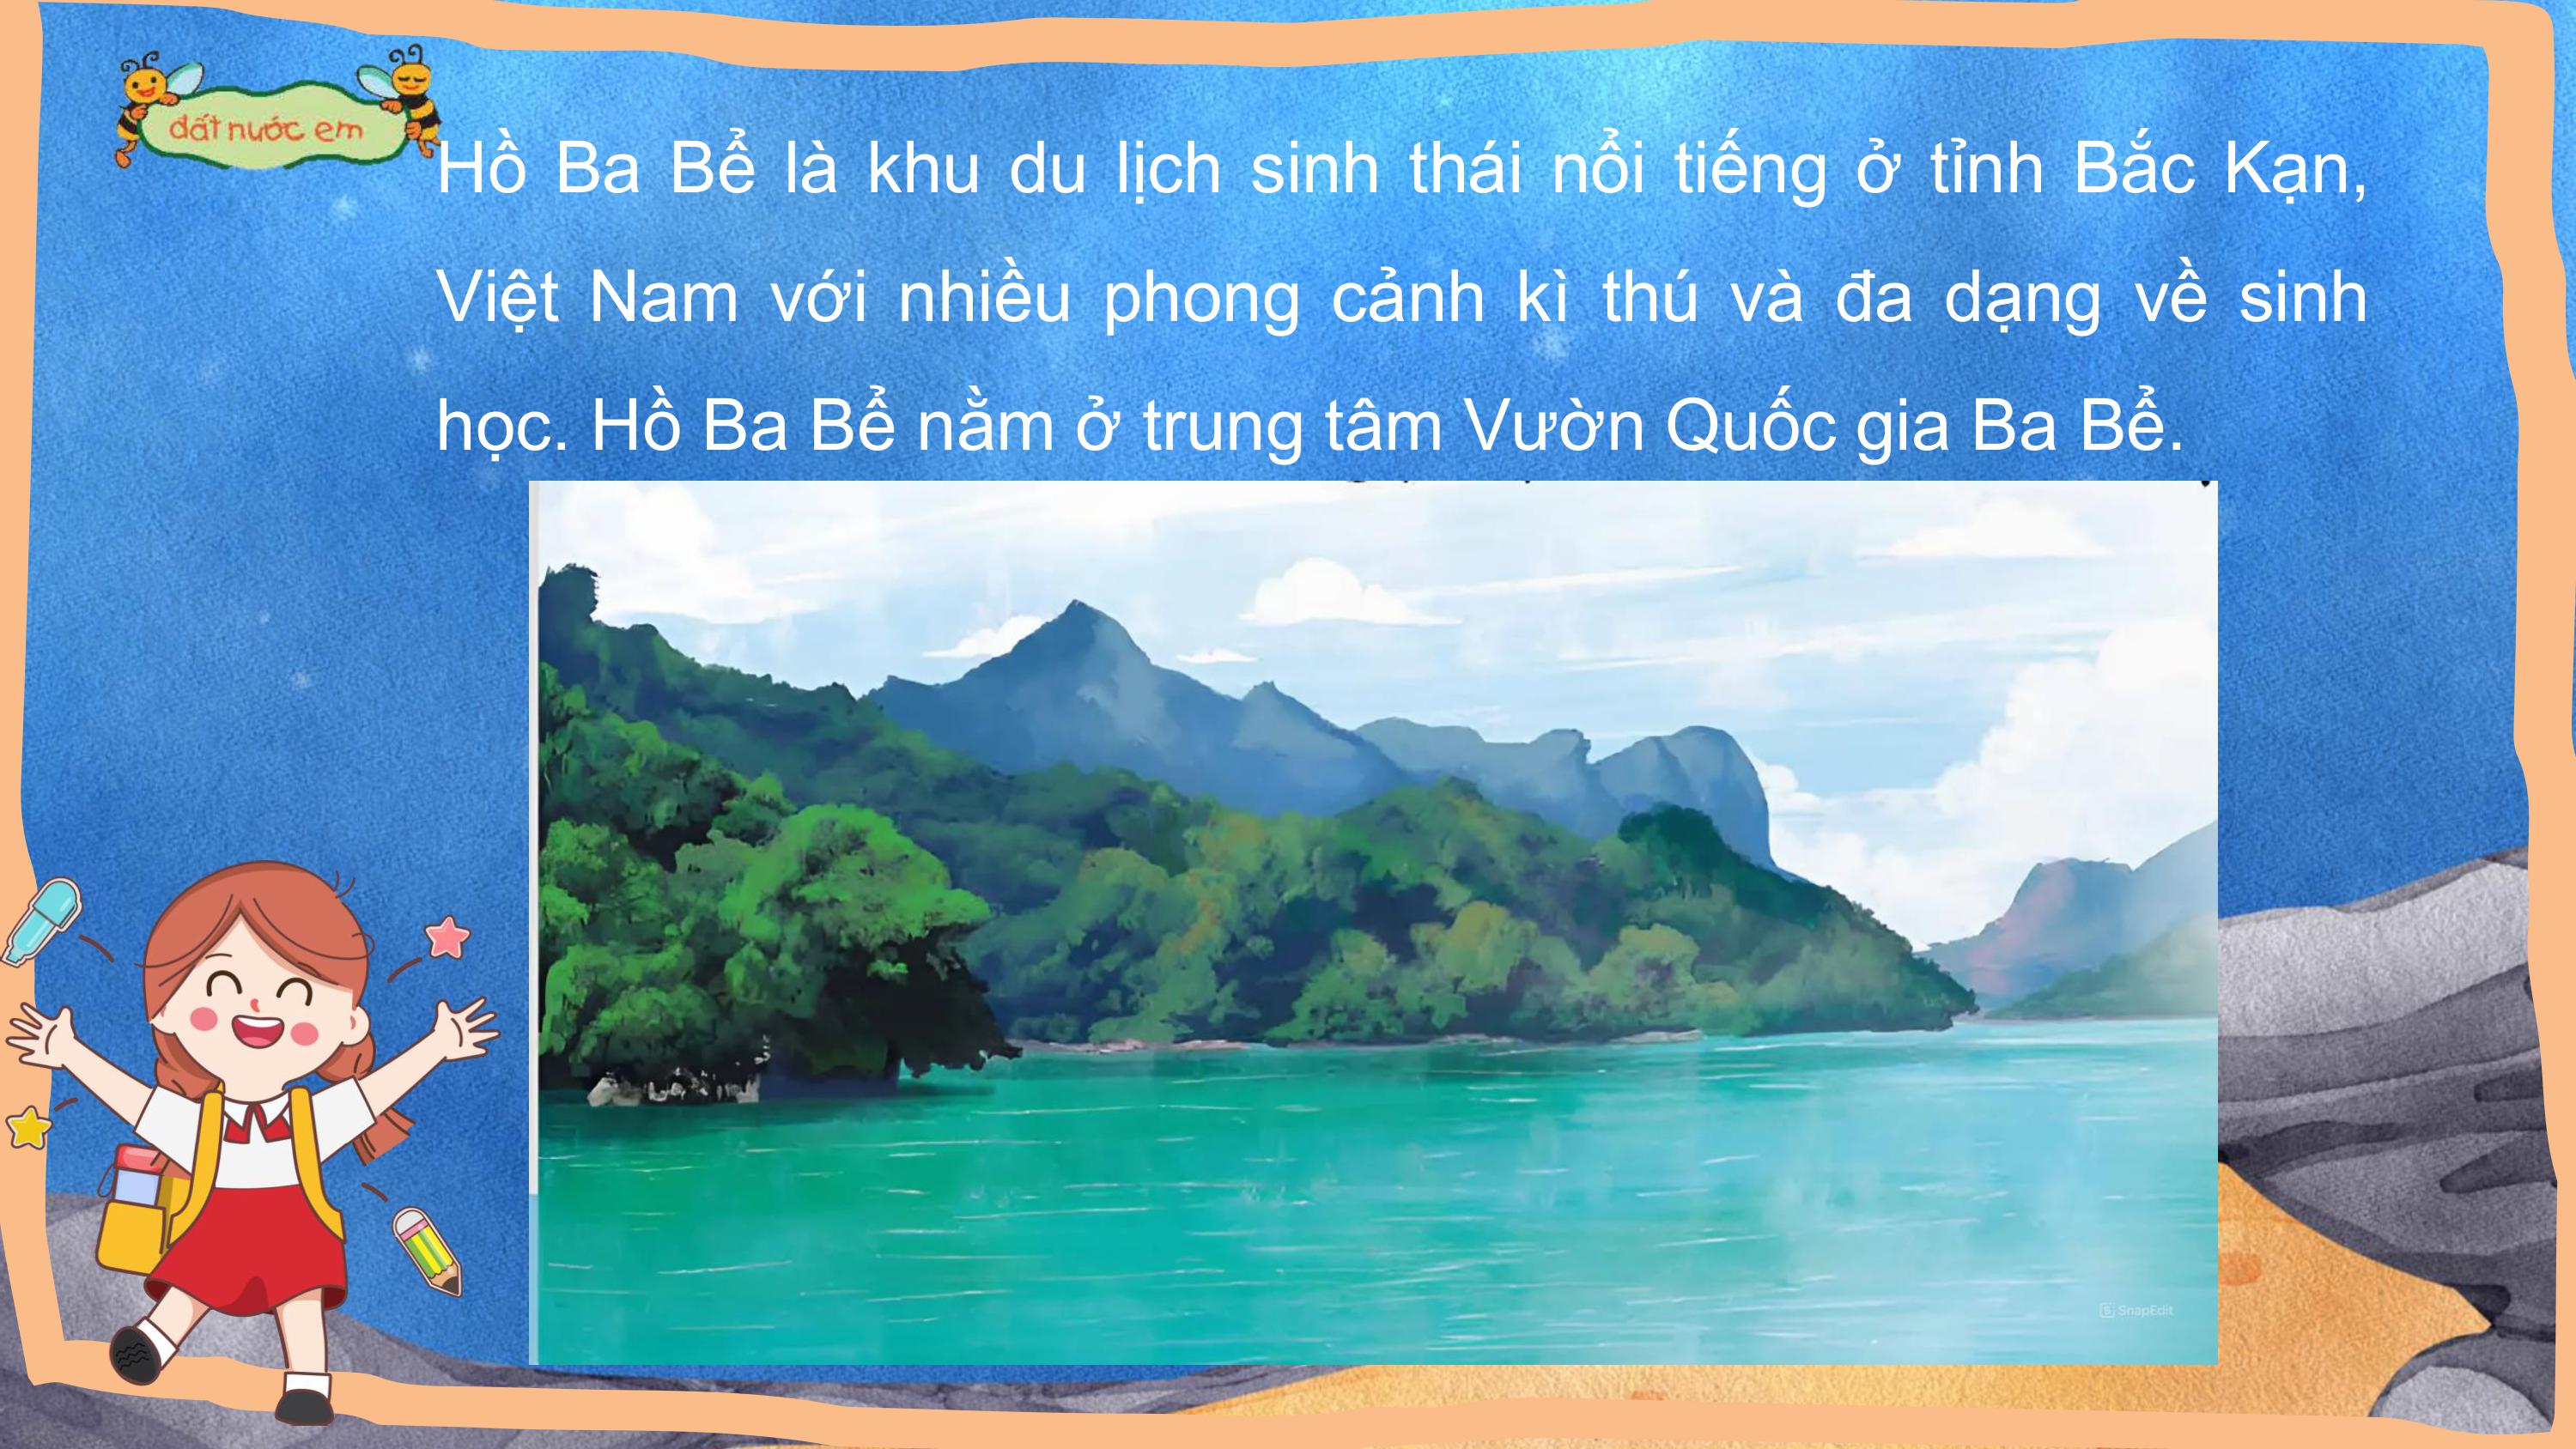 đất nước em
Hồ Ba Bể là khu du lịch sinh thái nổi tiếng ở tỉnh Bắc Kạn,
Việt Nam với nhiều phong cảnh kì thú và đa dạng về sinh
học. Hồ Ba Bể nằm ở trung tâm Vườn Quốc gia Ba Bể.
SnapEdit